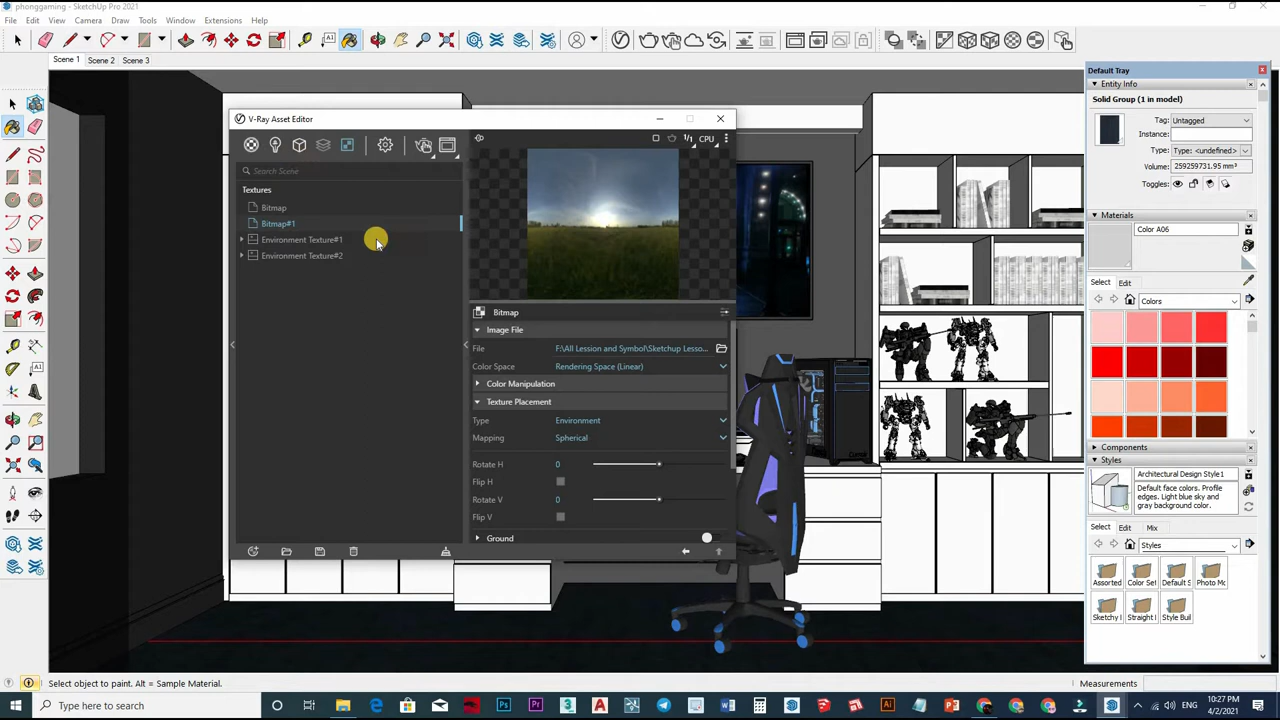 phonggaming - SketchUp Pro 2021
File Edit View Camera Draw Tools Window Extensions Help
Scene 1 Scene 2 Scene 3
V-Ray Asset Editor
1/1 CPU
Search Scene
Textures
Bitmap
Bitmap#1
Environment Texture#1
Environment Texture#2
Bitmap
Image File
File F:\All Lession and Symbol\Sketchup Lesso...
Color Space Rendering Space (Linear)
Color Manipulation
Texture Placement
Type Environment
Mapping Spherical
Rotate H 0
Flip H
Rotate V 0
Flip V
Ground
Default Tray
Entity Info
Solid Group (1 in model)
Tag: Untagged
Instance:
Type: Type: <undefined>
Volume: 259259731.95 mm³
Toggles:
Materials
Color A06
Select Edit
Colors
Components
Styles
Architectural Design Style1
Default face colors. Profile
edges. Light blue sky and
gray background color.
Select Edit Mix
Styles
Assorted Color Set Default S Photo Mo
Sketchy I Straight I Style Buil
Select object to paint. Alt = Sample Material.
Measurements
Type here to search
10:27 PM
4/2/2021